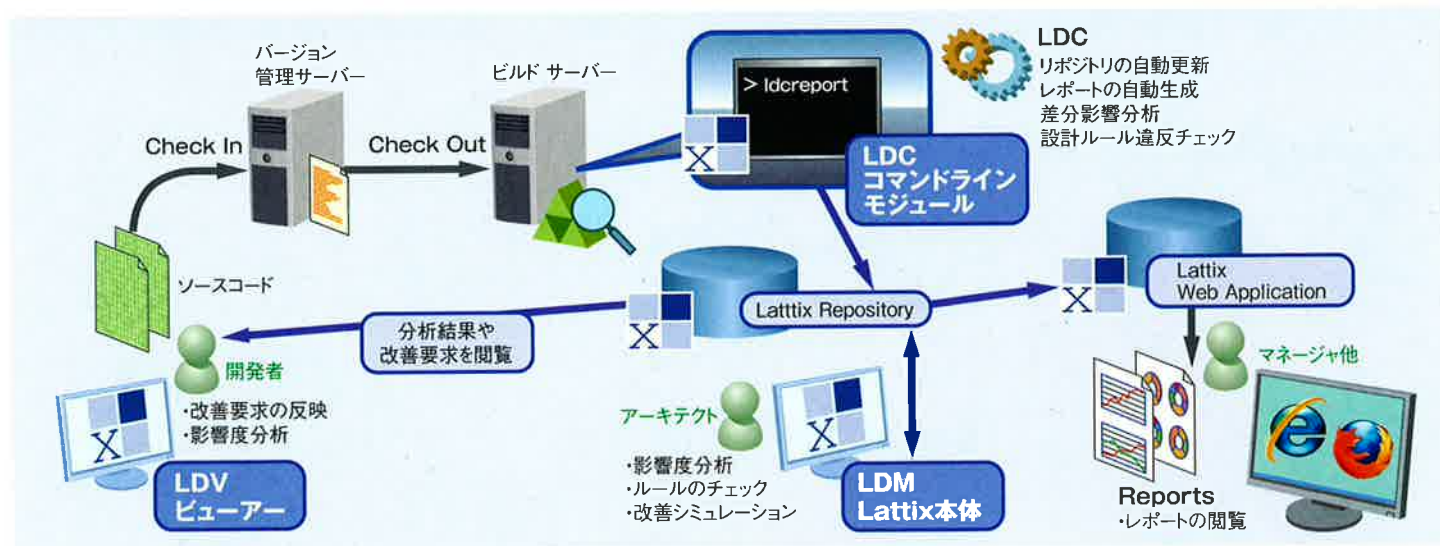 バージョン
管理サーバー
ビルド サーバー
> ldcreport
LDC
リポジトリの自動更新
レポートの自動生成
差分影響分析
設計ルール違反チェック
Check In
Check Out
X
LDC
コマンドライン
モジュール
ソースコード
X
Latttix Repository
X
Lattix
Web Application
分析結果や
改善要求を閲覧
開発者
・改善要求の反映
・影響度分析
X
LDV
ビューアー
アーキテクト
X
・影響度分析
・ルールのチェック
・改善シミュレーション
LDM
Lattix本体
マネージャ他
Reports
・レポートの閲覧